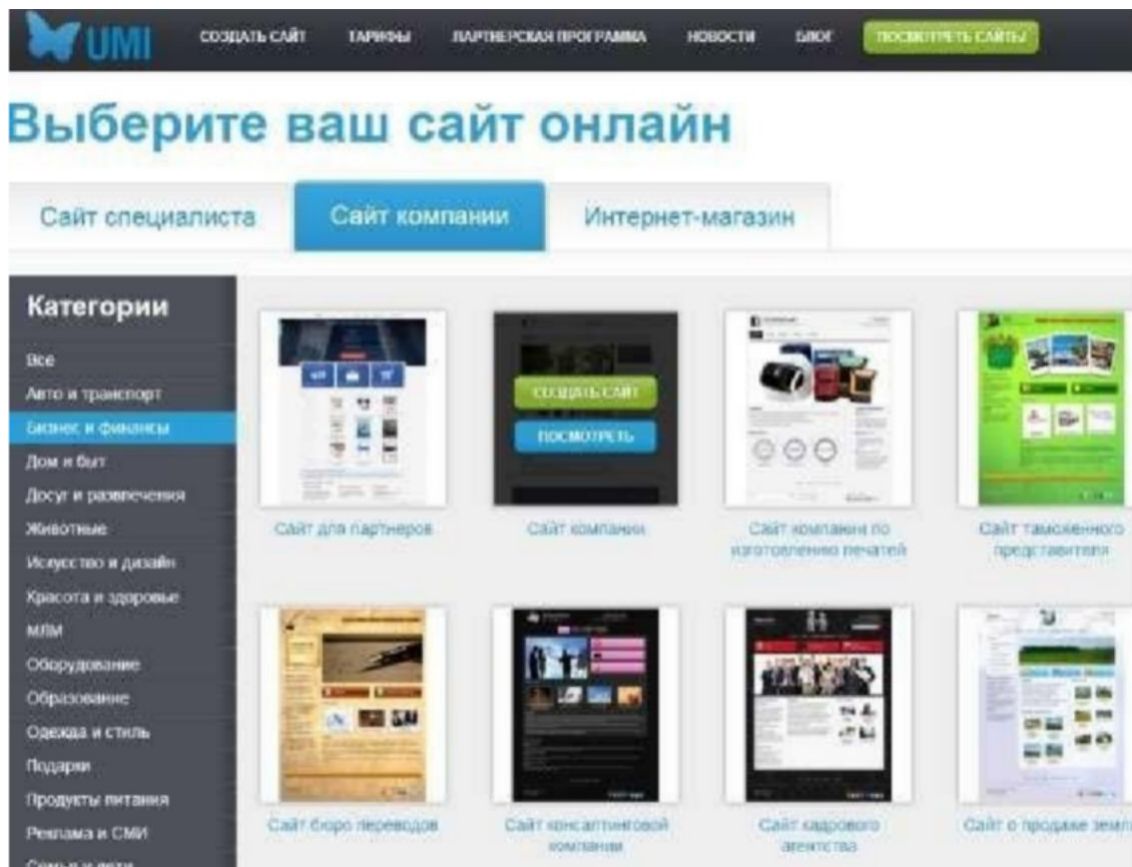 UMI
СОЗДАТЬ САЙТ
ТАРИФЫ
ПАРТНЕРСКАЯ ПРОГРАММА
НОВОСТИ
БЛОГ
ПОСМОТРЕТЬ САЙТЫ
Выберите ваш сайт онлайн
Сайт специалиста
Сайт компании
Интернет-магазин
Категории
Все
Авто и транспорт
Бизнес и финансы
Дом и быт
Досуг и развлечения
Животные
Искусство и дизайн
Красота и здоровье
МЛМ
Оборудование
Образование
Одежда и стиль
Подарки
Продукты питания
Реклама и СМИ
Семья и дети
СОЗДАТЬ САЙТ
ПОСМОТРЕТЬ
Сайт для партнеров
Сайт компании
Сайт компании по
изготовлению печатей
Сайт таможенного
представителя
Сайт бюро переводов
Сайт консалтинговой
компании
Сайт кадрового
агентства
Сайт о продаже земли